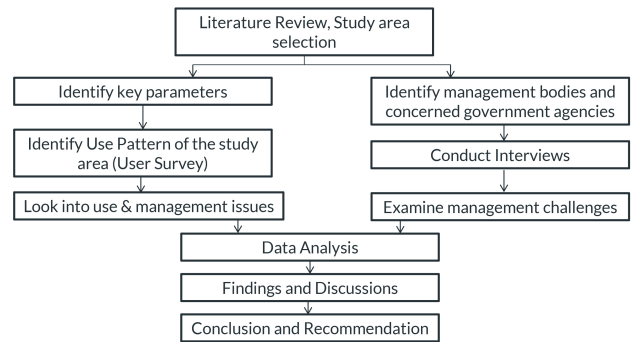 Literature Review, Study area
selection
Identify key parameters
Identify management bodies and
concerned government agencies
Identify Use Pattern of the study
area (User Survey)
Conduct Interviews
Look into use & management issues
Examine management challenges
Data Analysis
Findings and Discussions
Conclusion and Recommendation